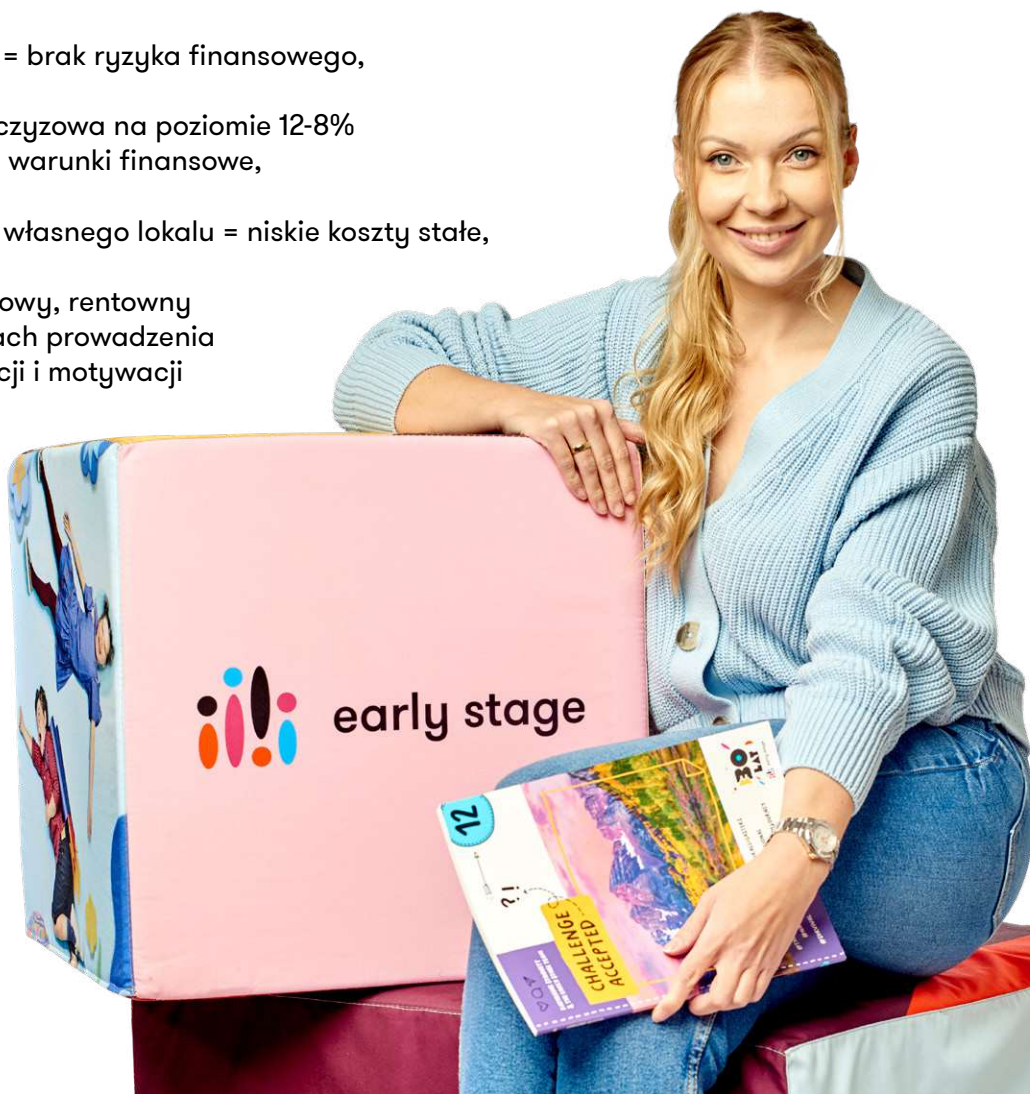 = brak ryzyka finansowego,
czyzowa na poziomie 12-8%
warunki finansowe,
własnego lokalu = niskie koszty stałe,
owy, rentowny
ach prowadzenia
cji i motywacji
early stage
12
?!
CHALLENGE
ACCEPTED...
30
LAT